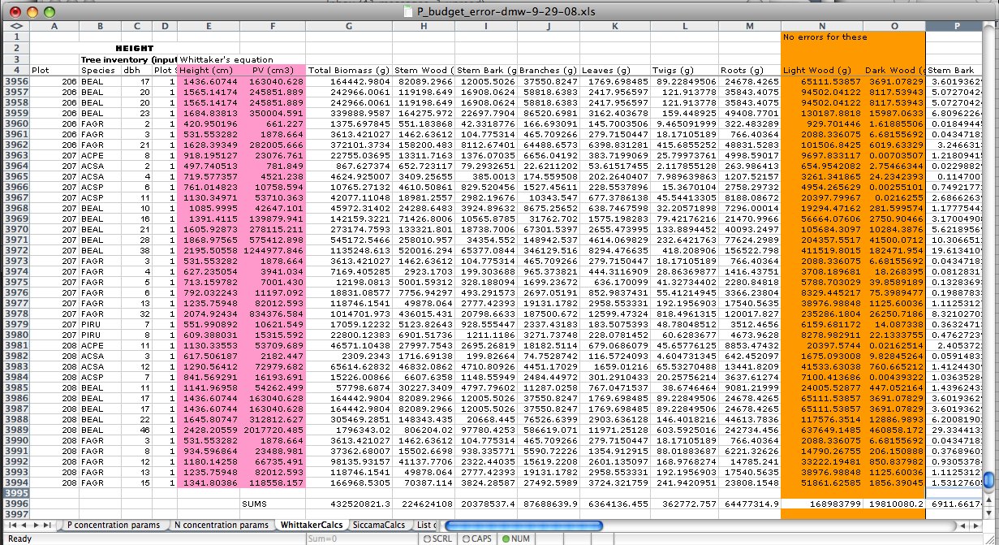 P_budget_error-dmw-9-29-08.xls
A B C D E F G H I J K L M N O P
1 No errors for these
2 HEIGHT
3 Tree inventory (input Whittaker's equation
4 Plot Species dbh Plot Height (cm) PV (cm3) Total Biomass (g) Stem Wood ( Stem Bark (g Branches (g) Leaves (g) Twigs (g) Roots (g) Light Wood (g) Dark Wood (g Stem Bark
3956 206 BEAL 17 1 1436.60744 163040.628 164442.9804 82089.2966 12005.5026 37550.8247 1769.698485 89.22849506 24678.4265 65111.53857 3691.07829 3.6019362
3957 206 BEAL 20 1 1565.14174 245851.889 242966.0061 119198.649 16908.0624 58818.6383 2417.956597 121.913778 35843.4075 94502.04122 8117.53943 5.0727042
3958 206 BEAL 20 1 1565.14174 245851.889 242966.0061 119198.649 16908.0624 58818.6383 2417.956597 121.913778 35843.4075 94502.04122 8117.53943 5.0727042
3959 206 BEAL 23 1 1684.83813 350004.591 339889.9587 164275.972 22697.7904 86520.6981 3162.403678 159.448925 49408.7701 130187.8818 15987.0633 6.8096226
3960 206 FAGR 2 1 420.950196 661.227 1375.697845 551.183868 42.3318776 166.693091 145.7003506 9.465091999 322.483289 929.701446 1.61885506 0.0184944
3961 206 FAGR 3 1 531.553282 1878.664 3613.421027 1462.63612 104.775314 465.709266 279.7150447 18.17105189 766.40364 2088.336075 6.68155692 0.0434718
3962 206 FAGR 21 1 1628.39349 282005.666 372101.3734 158200.483 8112.67401 64488.6573 6398.831281 415.6855252 48831.5283 101506.8425 6019.63329 3.246631
3963 207 ACPE 8 1 918.195127 23076.761 22755.03695 13311.7163 1376.07035 6656.04192 383.7199069 25.79973761 4998.59017 9697.833117 0.00703507 1.2180941
3964 207 ACSA 2 1 497.740513 781.849 867.627374 652.723117 79.2932651 22.6211202 53.61517455 2.117855128 263.986413 654.9542082 2.75466344 0.0229882
3965 207 ACSA 4 1 719.577357 4521.238 4624.925007 3409.25655 385.0013 174.559508 202.2640407 7.989639863 1207.52157 3261.341865 24.2342393 0.114700
3966 207 ACSP 6 1 761.014823 10758.594 10765.27132 4610.50861 829.520456 1527.45611 228.5537896 15.3670104 2758.29732 4954.265629 0.00255101 0.7492177
3967 207 ACSP 11 1 1130.34971 53710.363 42077.11048 18981.2557 2982.19676 10343.547 677.3786138 45.54413305 8188.08672 20397.79967 0.0216255 2.6866263
3968 207 BEAL 10 1 1085.9995 42647.101 45972.31402 24288.6483 3924.89632 8675.25652 638.7467598 32.20571898 7296.00014 19294.47162 281.599574 1.1777544
3969 207 BEAL 16 1 1391.4115 139879.941 142159.3221 71426.8006 10565.8785 31762.702 1575.198283 79.42176216 21470.9966 56664.07606 2750.90466 3.1700490
3970 207 BEAL 21 1 1605.92873 278115.211 273174.7593 133321.801 18738.7006 67301.5397 2655.473995 133.8894452 40093.2497 105684.3097 10284.3876 5.6218956
3971 207 BEAL 28 1 1868.97565 575412.898 545172.5466 258010.957 34354.552 148942.537 4614.069829 232.6421763 77624.2989 204357.5517 41500.0712 10.306651
3972 207 BEAL 38 1 2195.50558 1244977.846 1135248.613 520016.294 65377.0844 346129.516 8294.476635 418.208906 156522.798 411519.8015 182471.954 19.613410
3973 207 FAGR 3 1 531.553282 1878.664 3613.421027 1462.63612 104.775314 465.709266 279.7150447 18.17105189 766.40364 2088.336075 6.68155692 0.0434718
3974 207 FAGR 4 1 627.235054 3941.034 7169.405285 2923.1703 199.303688 965.373821 444.3116909 28.86369877 1416.43751 3708.189681 18.268395 0.0812831
3975 207 FAGR 5 1 713.159782 7001.430 12198.0813 5001.59312 328.188094 1699.23672 636.170099 41.32734402 2280.84818 5788.703029 39.8589189 0.1328369
3976 207 FAGR 6 1 792.032243 11197.092 18831.08577 7756.94297 493.291573 2697.05191 852.9837431 55.41214945 3366.23804 8329.445217 75.3989477 0.1988783
3977 207 FAGR 13 1 1235.75948 82012.593 118746.1541 49878.064 2777.42393 19131.1782 2958.553331 192.1956903 17540.5635 38976.98848 1125.60036 1.1125312
3978 207 FAGR 32 1 2074.92434 834376.584 1014701.973 436015.431 20798.6633 187500.672 12599.47324 818.4961315 120017.827 235286.1804 26250.7186 8.3210270
3979 207 PIRU 7 1 551.990892 10621.549 17059.12232 5123.82643 928.555447 2337.43183 183.5075393 48.78048512 3512.4656 6159.681172 14.087338 0.3632471
3980 207 PIRU 8 1 609.388031 15315.592 22800.12383 6901.51736 1211.1186 3271.73748 228.0781452 60.6283677 4673.9628 8278.982911 22.1333755 0.4762723
3981 208 ACPE 11 1 1130.33553 53709.689 46571.10438 27997.7543 2695.26819 18182.5114 679.0686079 45.65776125 8853.47432 20397.5744 0.02162514 2.405372
3982 208 ACSA 3 1 617.506187 2182.447 2309.2343 1716.69138 199.82664 74.7528742 116.5724093 4.604731345 642.452097 1675.093008 9.82845264 0.0591483
3983 208 ACSA 12 1 1290.56412 72979.682 65614.62832 46832.0862 4710.80926 4451.17029 1659.01216 65.53270488 13441.8209 41533.63038 760.665212 1.4124430
3984 208 ACSP 7 1 841.569291 16193.691 15226.00866 6607.6358 1148.55949 2484.44972 301.2910433 20.25756214 3637.61274 7100.413686 0.00439322 1.0363528
3985 208 BEAL 11 1 1141.96958 54262.499 57798.6874 30227.3409 4797.79602 11287.0258 767.0471537 38.6746464 9081.21999 24005.52877 447.052164 1.4396243
3986 208 BEAL 17 1 1436.60744 163040.628 164442.9804 82089.2966 12005.5026 37550.8247 1769.698485 89.22849506 24678.4265 65111.53857 3691.07829 3.6019362
3987 208 BEAL 17 1 1436.60744 163040.628 164442.9804 82089.2966 12005.5026 37550.8247 1769.698485 89.22849506 24678.4265 65111.53857 3691.07829 3.6019362
3988 208 BEAL 22 1 1645.80747 312812.627 305469.2851 148343.435 20668.445 76526.6399 2903.636128 146.4018216 44613.7836 117576.3514 12886.9893 6.2008190
3989 208 BEAL 46 1 2428.20559 2017720.485 1796343.02 806204.02 97780.4253 586619.071 11971.25128 603.5925016 242734.456 637649.1485 460858.172 29.334413
3990 208 FAGR 3 1 531.553282 1878.664 3613.421027 1462.63612 104.775314 465.709266 279.7150447 18.17105189 766.40364 2088.336075 6.68155692 0.0434718
3991 208 FAGR 8 1 934.596864 23488.981 37362.68007 15502.6698 938.335771 5590.72226 1354.912915 88.01883687 6221.32626 14790.26755 206.150888 0.3768960
3992 208 FAGR 12 1 1180.14258 66735.491 98135.93157 41137.7706 2322.44035 15619.2208 2601.135097 168.9768274 14785.241 33222.19481 850.837982 0.9305378
3993 208 FAGR 13 1 1235.75948 82012.593 118746.1541 49878.064 2777.42393 19131.1782 2958.553331 192.1956903 17540.5635 38976.98848 1125.60036 1.1125312
3994 208 FAGR 15 1 1341.80386 118558.157 166968.5305 70387.114 3824.28587 27492.5989 3724.321759 241.9420951 23808.1548 51861.62585 1856.39045 1.5312760
3995
3996 SUMS 432520821.3 224624108 20378537.4 87688639.9 6364136.455 362772.757 64477314.9 168983799 19810080.2 6911.6617
3997
P concentration params N concentration params WhittakerCalcs SiccamaCalcs List o
Ready Sum=0 SCRL CAPS NUM